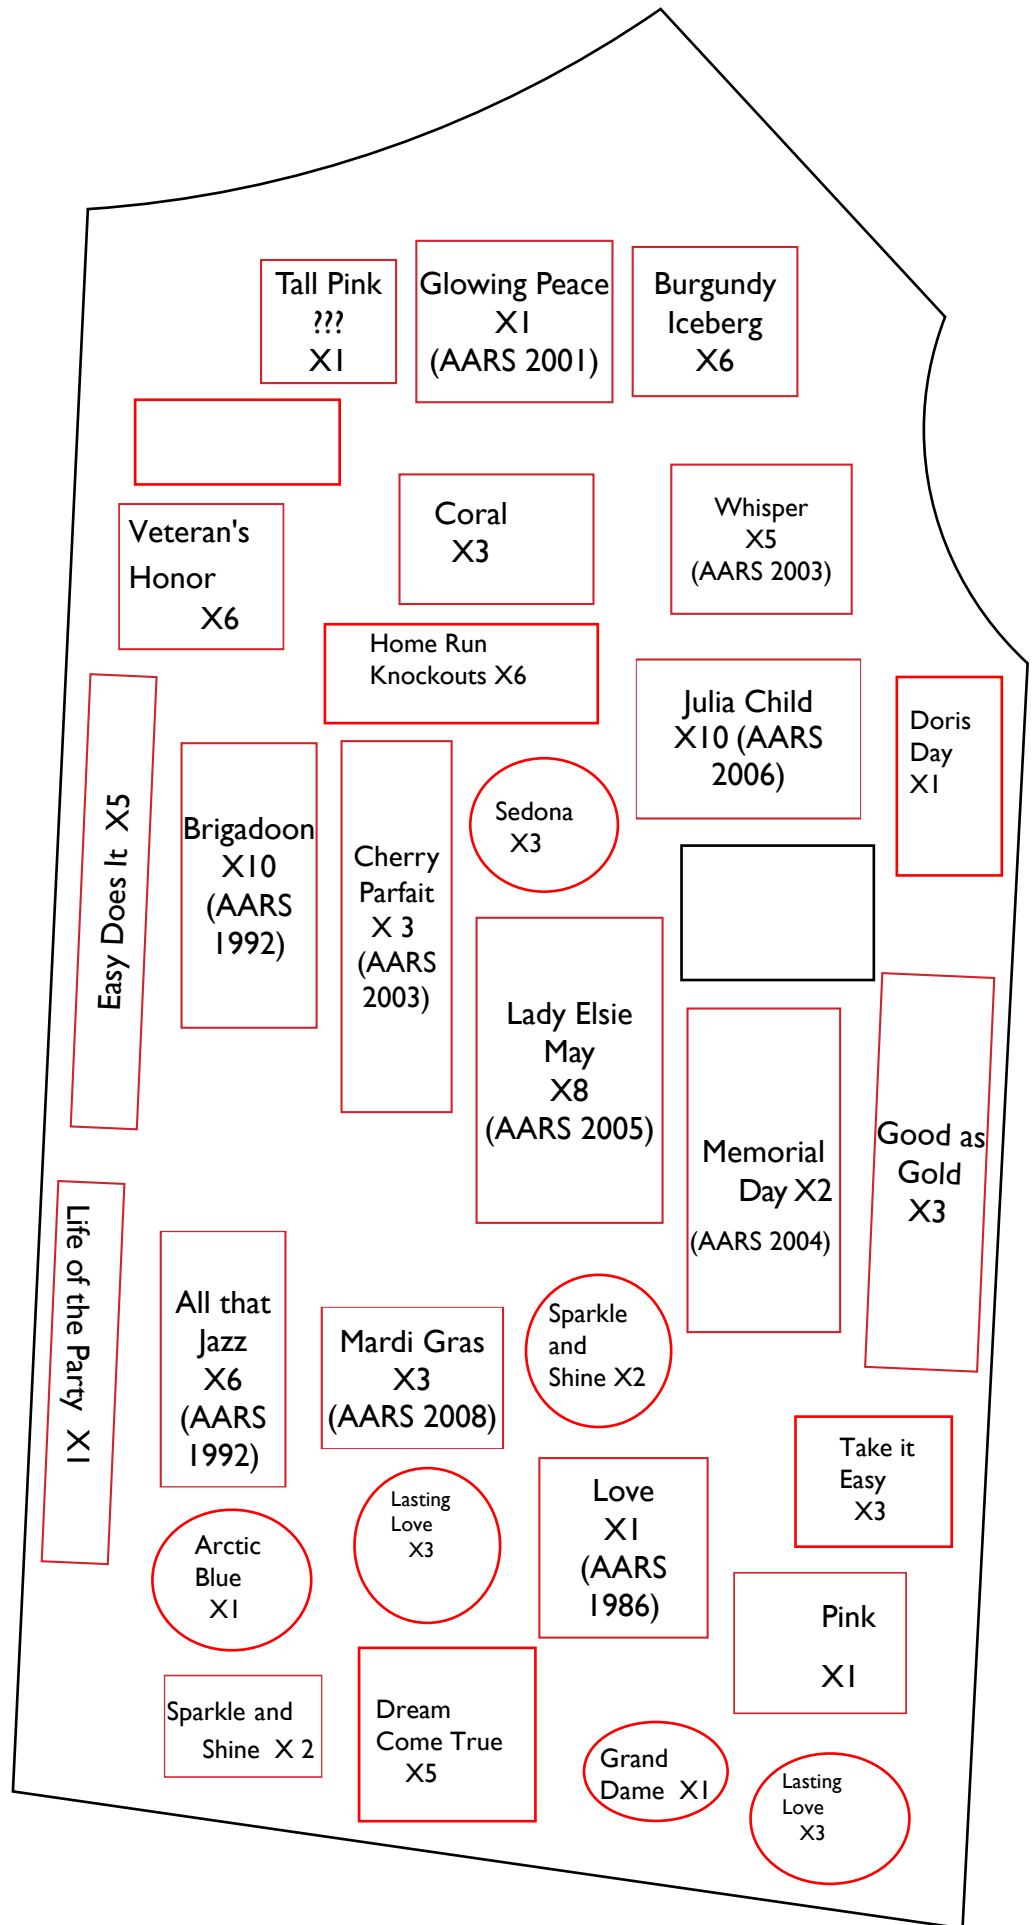 Tall Pink
???
X1
Glowing Peace
X1
(AARS 2001)
Burgundy
Iceberg
X6
Veteran's
Honor
X6
Coral
X3
Whisper
X5
(AARS 2003)
Home Run
Knockouts X6
Julia Child
X10 (AARS
2006)
Doris
Day
X1
Easy Does It X5
Brigadoon
X10
(AARS
1992)
Cherry
Parfait
X 3
(AARS
2003)
Sedona
X3
Lady Elsie
May
X8
(AARS 2005)
Memorial
Day X2
(AARS 2004)
Good as
Gold
X3
Life of the Party X1
All that
Jazz
X6
(AARS
1992)
Mardi Gras
X3
(AARS 2008)
Sparkle
and
Shine X2
Take it
Easy
X3
Arctic
Blue
X1
Lasting
Love
X3
Love
X1
(AARS
1986)
Pink
X1
Sparkle and
Shine X 2
Dream
Come True
X5
Grand
Dame X1
Lasting
Love
X3